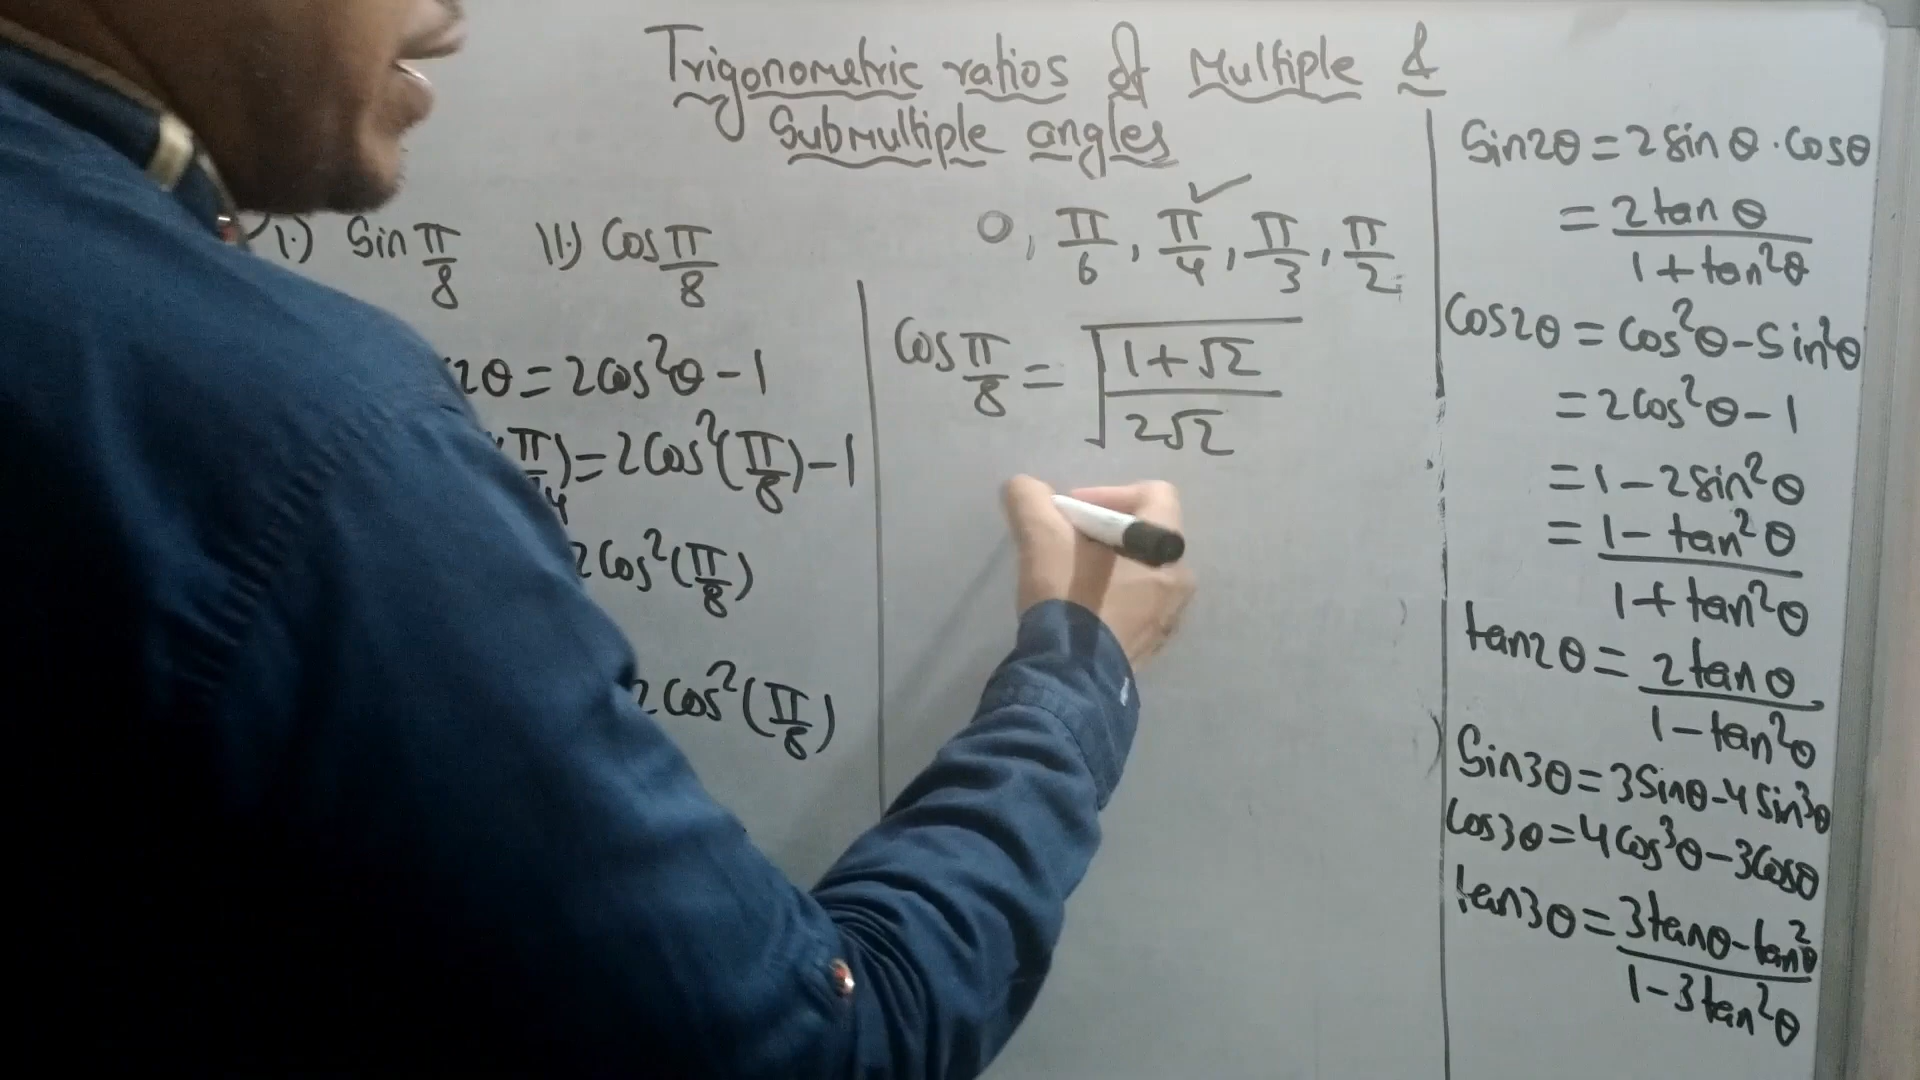 Trigonometric ratios of Multiple &
Submultiple angles
i.) Sin π/8 ii) Cos π/8
2θ = 2cos²θ - 1
π/4) = 2Cos²(π/8) - 1
2Cos²(π/8)
2Cos²(π/8)
0, π/6, π/4, π/3, π/2
✓
Cos π/8 = √((1+√2)/(2√2))
Sin2θ = 2sinθ·Cosθ
= 2tanθ/(1+tan²θ)
Cos2θ = Cos²θ - Sin²θ
= 2Cos²θ - 1
= 1 - 2Sin²θ
= (1 - tan²θ)/(1+tan²θ)
tan2θ = 2tanθ/(1 - tan²θ)
Sin3θ = 3Sinθ - 4Sin³θ
Cos3θ = 4Cos³θ - 3Cosθ
tan3θ = (3tanθ - tan²θ)/(1 - 3tan²θ)